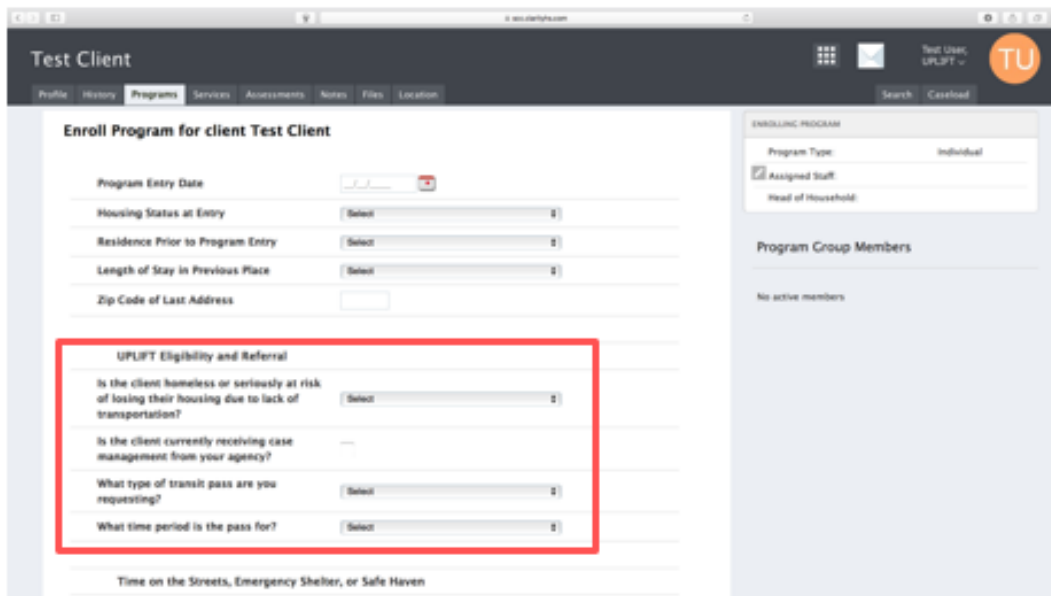 scc.clarityhs.com
Test Client
Test User,
UPLIFT
TU
Profile History Programs Services Assessments Notes Files Location
Search Caseload
Enroll Program for client Test Client
Program Entry Date __/__/____
Housing Status at Entry Select
Residence Prior to Program Entry Select
Length of Stay in Previous Place Select
Zip Code of Last Address
UPLIFT Eligibility and Referral
Is the client homeless or seriously at risk
of losing their housing due to lack of
transportation?
Select
Is the client currently receiving case
management from your agency?
What type of transit pass are you
requesting?
Select
What time period is the pass for? Select
Time on the Streets, Emergency Shelter, or Safe Haven
ENROLLING PROGRAM
Program Type: Individual
Assigned Staff:
Head of Household:
Program Group Members
No active members